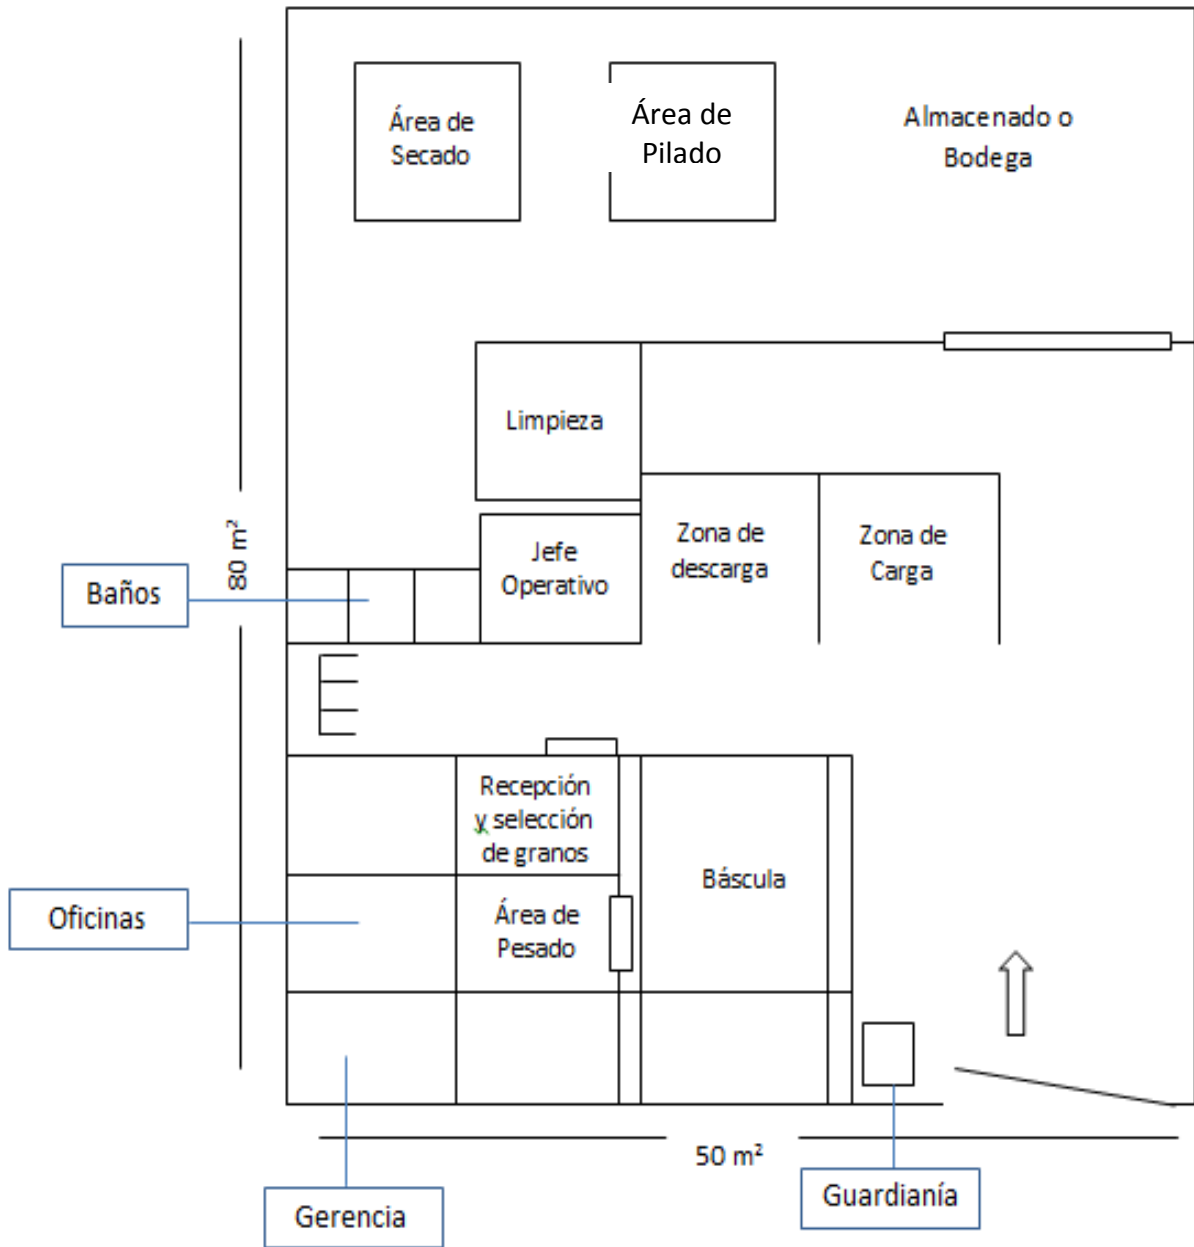 Área de
Secado
Área de
Pilado
Almacenado o
Bodega
Limpieza
80 m²
Jefe
Operativo
Zona de
descarga
Zona de
Carga
Baños
Recepción
y selección
de granos
Báscula
Oficinas
Área de
Pesado
50 m²
Gerencia
Guardianía